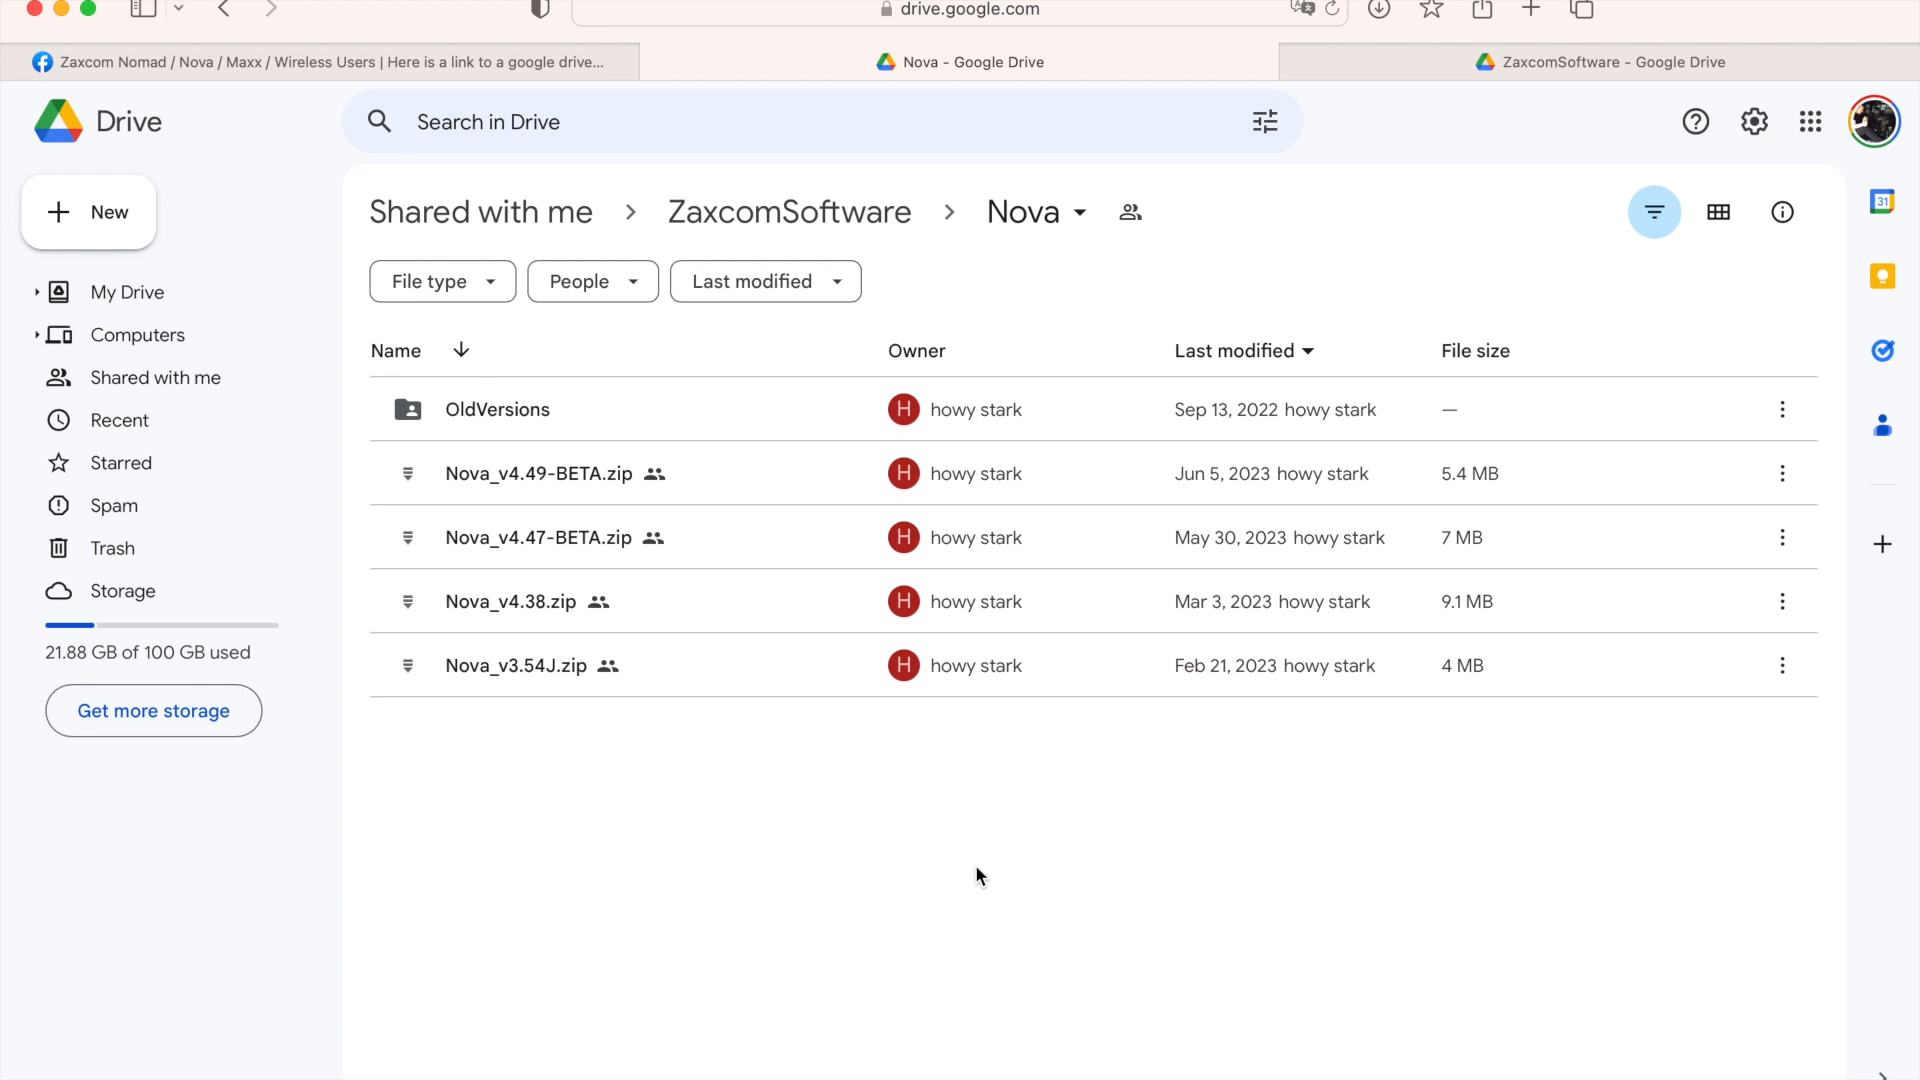 drive.google.com
Zaxcom Nomad / Nova / Maxx / Wireless Users | Here is a link to a google drive...
Nova - Google Drive
ZaxcomSoftware - Google Drive
Drive
Search in Drive
New
Shared with me > ZaxcomSoftware > Nova
31
File type
People
Last modified
My Drive
Computers
Shared with me
Recent
Starred
Spam
Trash
Storage
21.88 GB of 100 GB used
Get more storage
Name Owner Last modified File size
OldVersions H howy stark Sep 13, 2022 howy stark —
Nova_v4.49-BETA.zip H howy stark Jun 5, 2023 howy stark 5.4 MB
Nova_v4.47-BETA.zip H howy stark May 30, 2023 howy stark 7 MB
Nova_v4.38.zip H howy stark Mar 3, 2023 howy stark 9.1 MB
Nova_v3.54J.zip H howy stark Feb 21, 2023 howy stark 4 MB